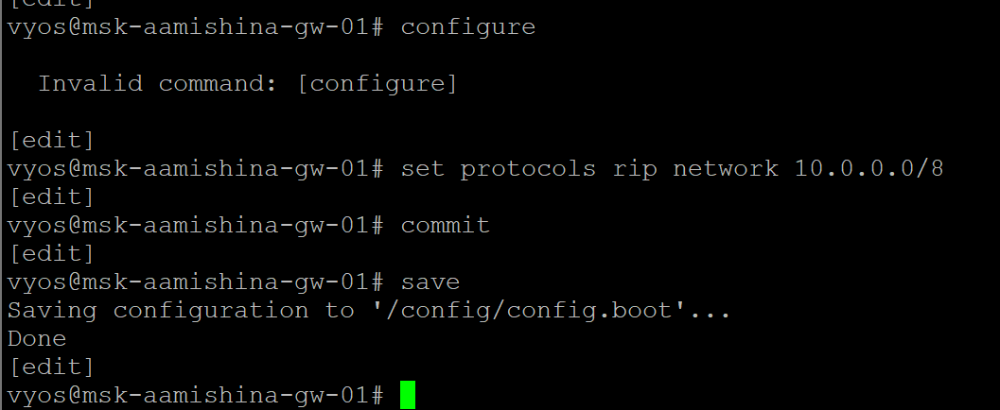 [edit]
vyos@msk-aamishina-gw-01# configure
Invalid command: [configure]
[edit]
vyos@msk-aamishina-gw-01# set protocols rip network 10.0.0.0/8
[edit]
vyos@msk-aamishina-gw-01# commit
[edit]
vyos@msk-aamishina-gw-01# save
Saving configuration to '/config/config.boot'...
Done
[edit]
vyos@msk-aamishina-gw-01#